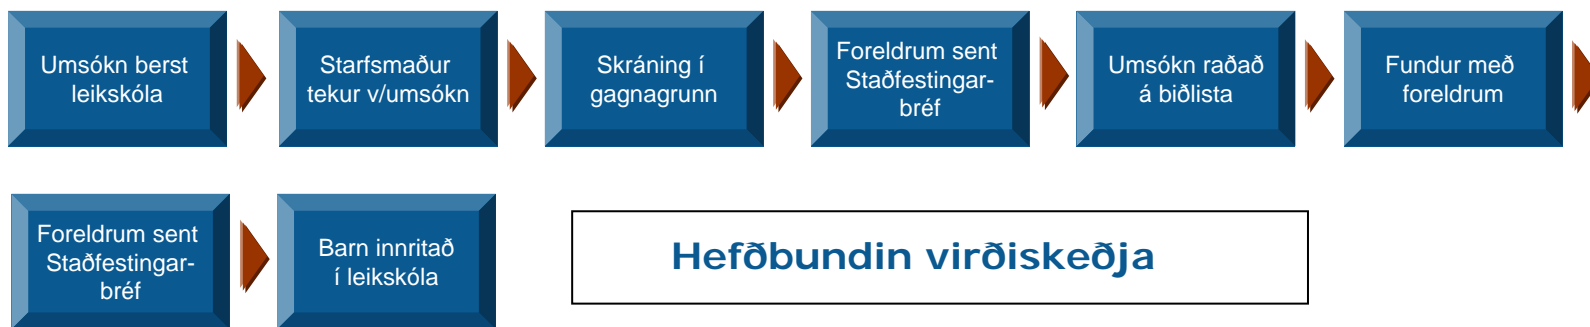 Umsókn berst
leikskóla
Starfsmaður
tekur v/umsókn
Skráning í
gagnagrunn
Foreldrum sent
Staðfestingar-
bréf
Umsókn raðað
á biðlista
Fundur með
foreldrum
Foreldrum sent
Staðfestingar-
bréf
Barn innritað
í leikskóla
Hefðbundin virðiskeðja